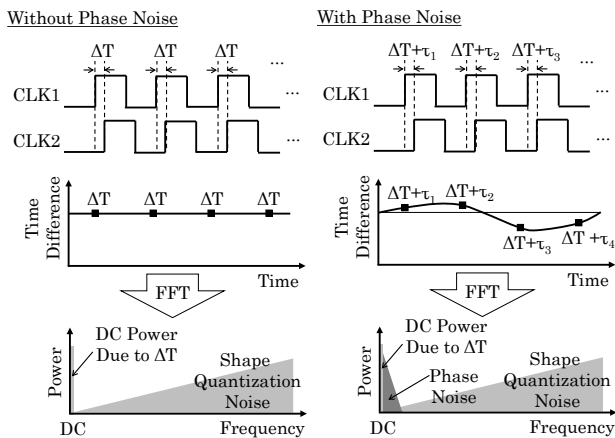 Without Phase Noise
ΔT ΔT ΔT
...
CLK1
...
CLK2
...
Time
Difference
ΔT ΔT ΔT ΔT
Time
FFT
Power
DC Power
Due to ΔT
Shape
Quantization
Noise
DC
Frequency
With Phase Noise
ΔT+τ1 ΔT+τ2 ΔT+τ3
...
CLK1
...
CLK2
...
Time
Difference
ΔT+τ1 ΔT+τ2
ΔT+τ3 ΔT +τ4
Time
FFT
Power
DC Power
Due to ΔT
Phase
Noise
Shape
Quantization
Noise
DC
Frequency